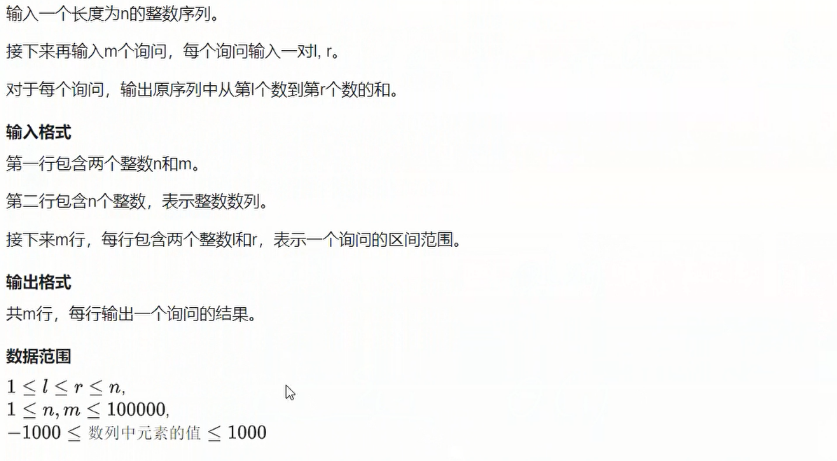 输入一个长度为n的整数序列。
接下来再输入m个询问，每个询问输入一对l, r。
对于每个询问，输出原序列中从第l个数到第r个数的和。
输入格式
第一行包含两个整数n和m。
第二行包含n个整数，表示整数数列。
接下来m行，每行包含两个整数l和r，表示一个询问的区间范围。
输出格式
共m行，每行输出一个询问的结果。
数据范围
1 ≤ l ≤ r ≤ n,
1 ≤ n, m ≤ 100000,
−1000 ≤ 数列中元素的值 ≤ 1000